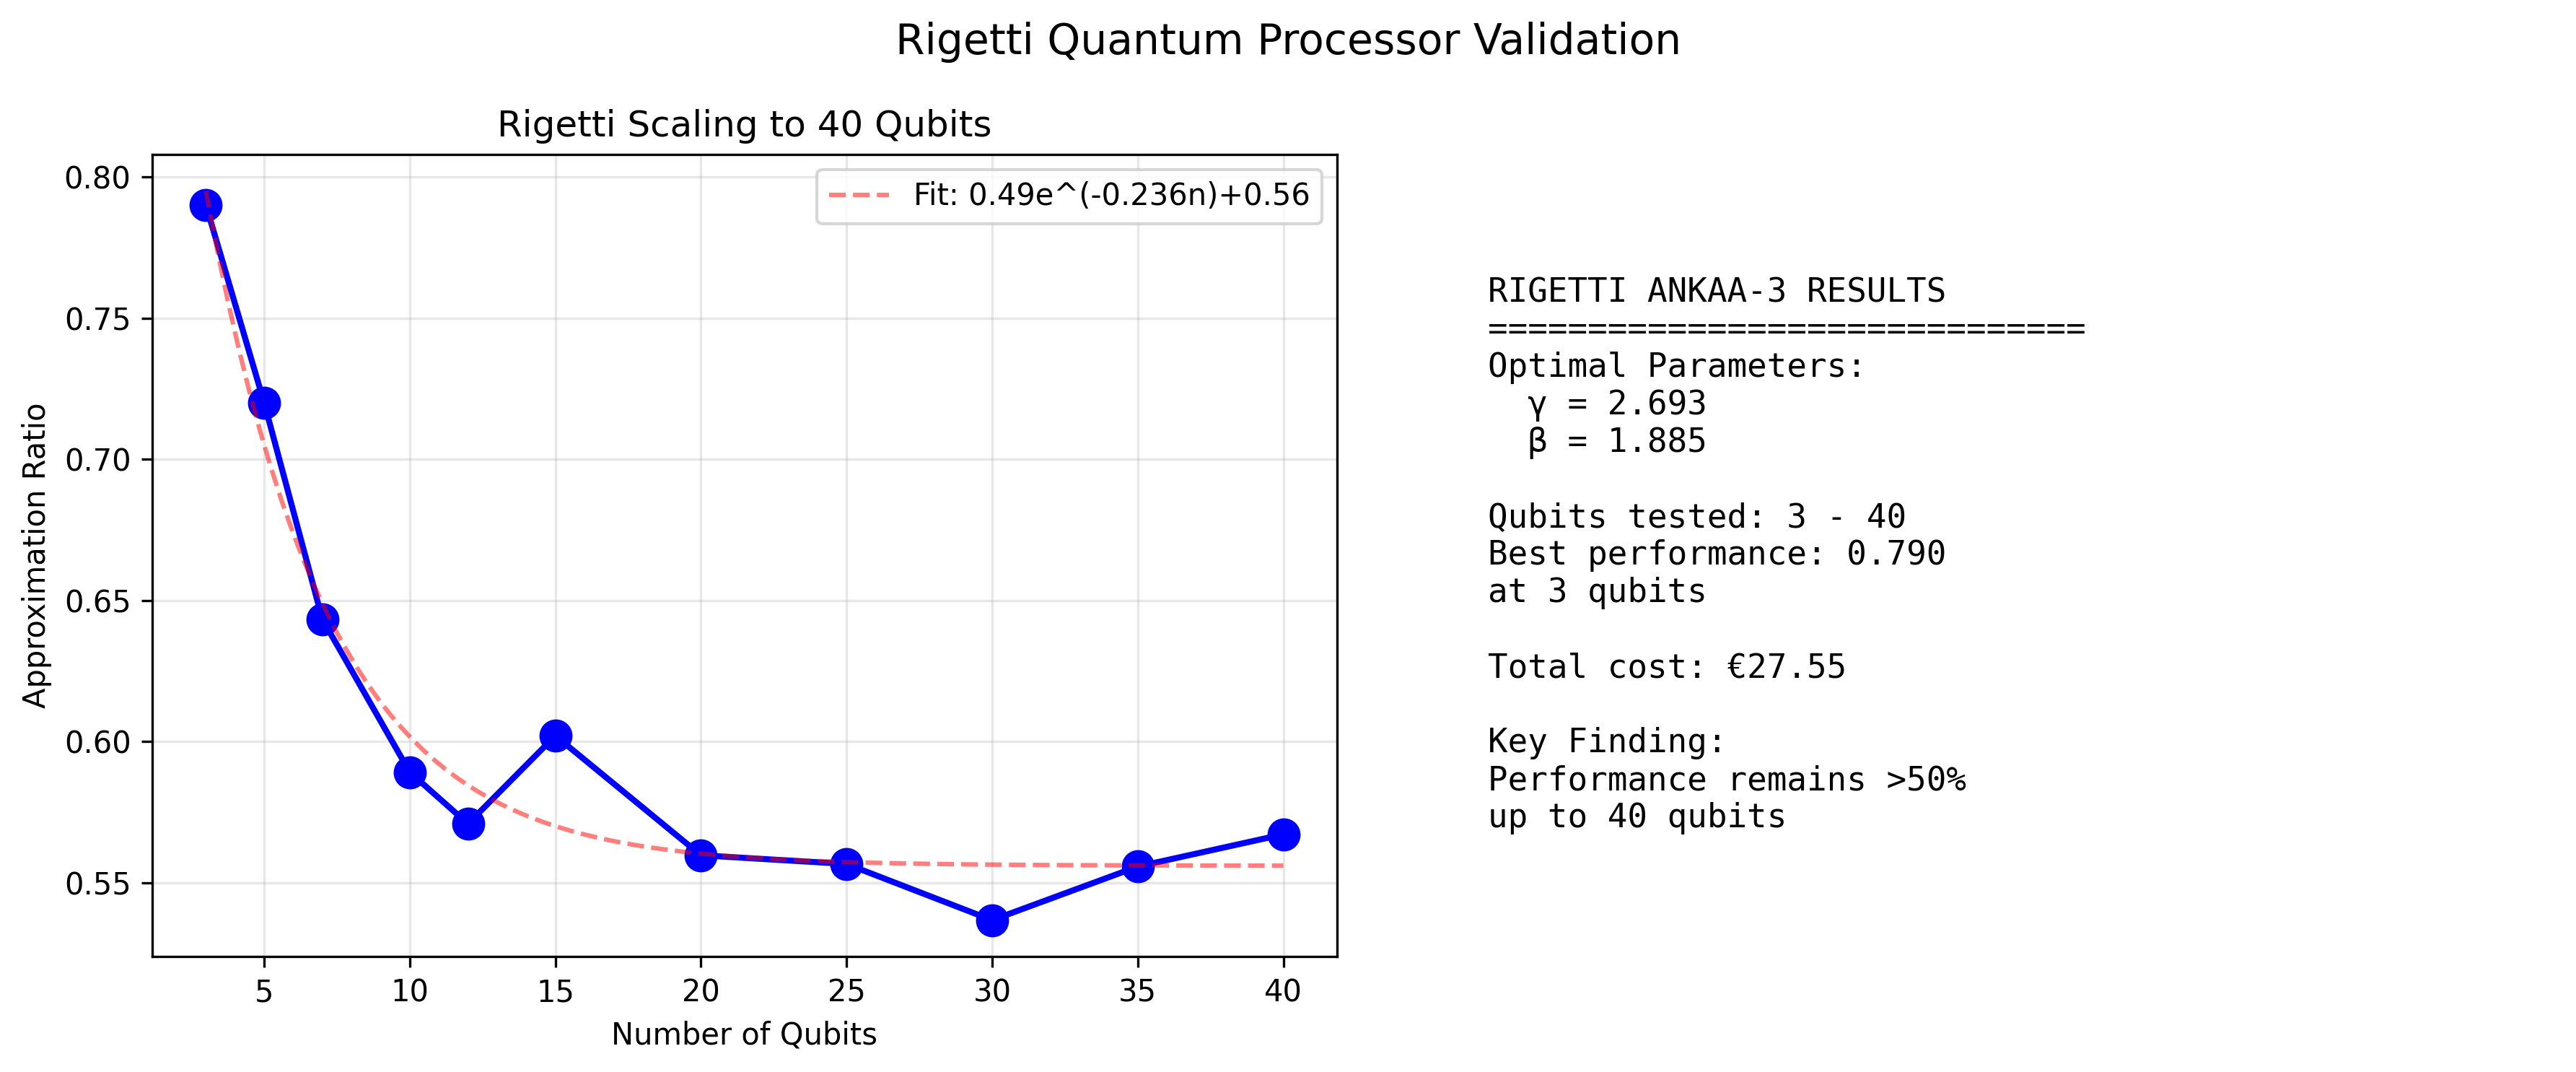 Rigetti Quantum Processor Validation
Rigetti Scaling to 40 Qubits
Fit: 0.49e^(-0.236n)+0.56
Approximation Ratio
0.80
0.75
0.70
0.65
0.60
0.55
5 10 15 20 25 30 35 40
Number of Qubits
RIGETTI ANKAA-3 RESULTS
==============================
Optimal Parameters:
γ = 2.693
β = 1.885
Qubits tested: 3 - 40
Best performance: 0.790
at 3 qubits
Total cost: €27.55
Key Finding:
Performance remains >50%
up to 40 qubits